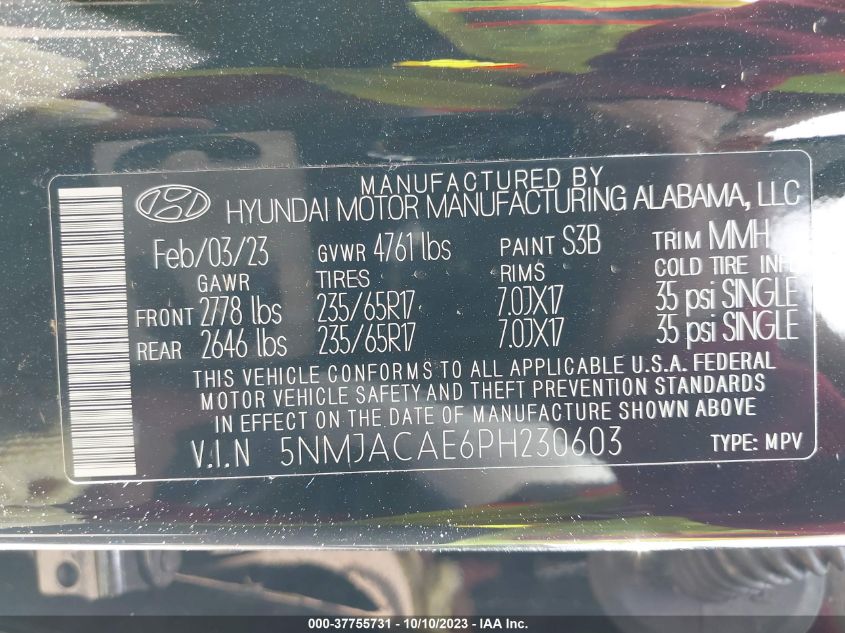 MANUFACTURED BY
HYUNDAI MOTOR MANUFACTURING ALABAMA, LLC
Feb/03/23 GVWR 4761 lbs PAINT S3B TRIM MMH
GAWR TIRES RIMS COLD TIRE INF
FRONT 2778 lbs 235/65R17 7.0JX17 35 psi SINGLE
REAR 2646 lbs 235/65R17 7.0JX17 35 psi SINGLE
THIS VEHICLE CONFORMS TO ALL APPLICABLE U.S.A. FEDERAL
MOTOR VEHICLE SAFETY AND THEFT PREVENTION STANDARDS
IN EFFECT ON THE DATE OF MANUFACTURE SHOWN ABOVE
V.I.N 5NMJACAE6PH230603 TYPE: MPV
000-37755731 - 10/10/2023 - IAA Inc.